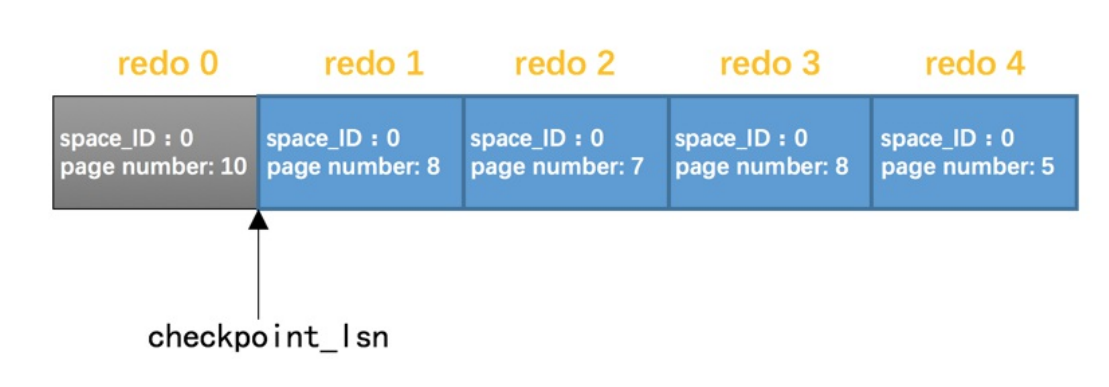 redo 0 redo 1 redo 2 redo 3 redo 4
space_ID：0 space_ID：0 space_ID：0 space_ID：0 space_ID：0
page number: 10 page number: 8 page number: 7 page number: 8 page number: 5
checkpoint_lsn